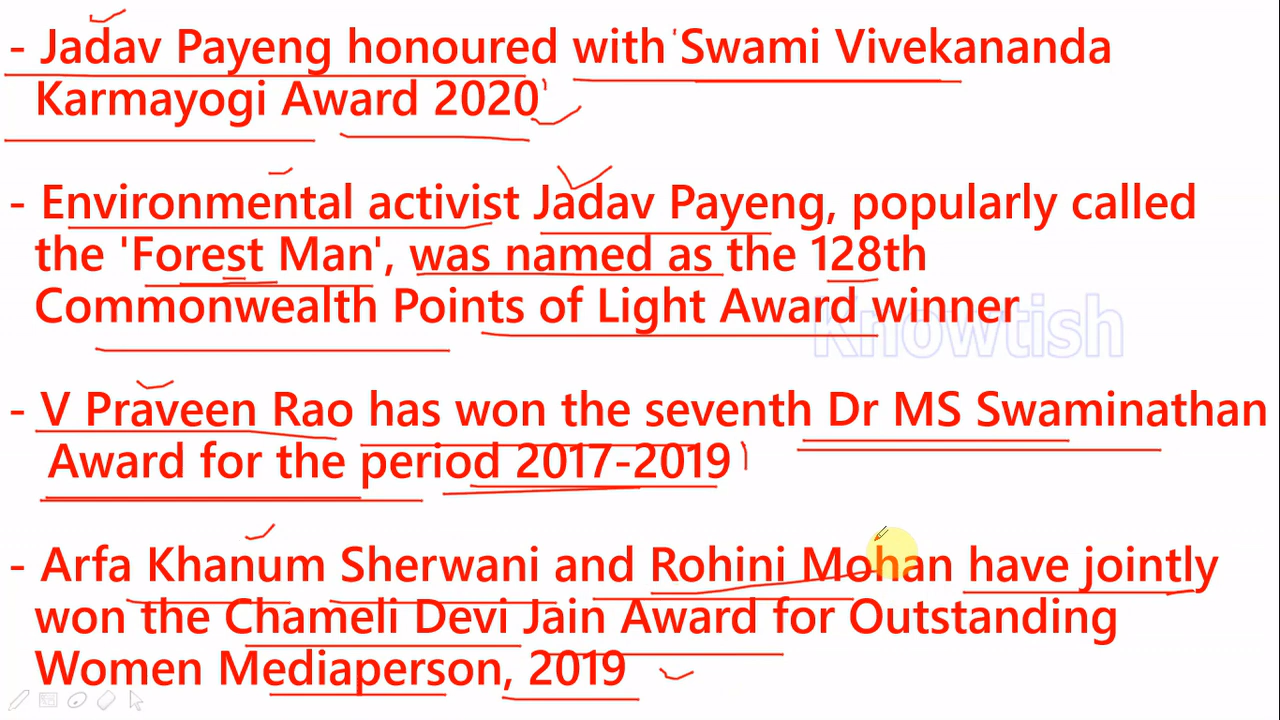 - Jadav Payeng honoured with 'Swami Vivekananda
Karmayogi Award 2020'
- Environmental activist Jadav Payeng, popularly called
the 'Forest Man', was named as the 128th
Commonwealth Points of Light Award winner
Knowtish
- V Praveen Rao has won the seventh Dr MS Swaminathan
Award for the period 2017-2019
- Arfa Khanum Sherwani and Rohini Mohan have jointly
won the Chameli Devi Jain Award for Outstanding
Women Mediaperson, 2019